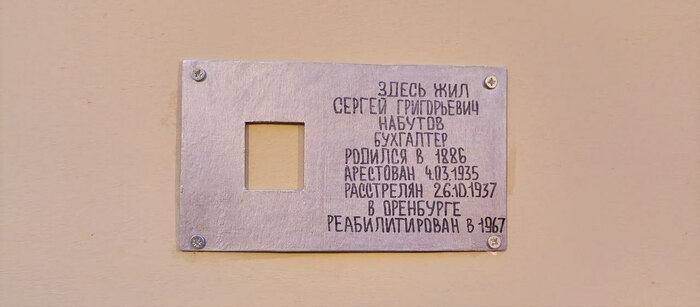 ЗДЕСЬ ЖИЛ
СЕРГЕЙ ГРИГОРЬЕВИЧ
НАБУТОВ
БУХГАЛТЕР
РОДИЛСЯ В 1886
АРЕСТОВАН 4.03.1935
РАССТРЕЛЯН 26.10.1937
В ОРЕНБУРГЕ
РЕАБИЛИТИРОВАН В 1967